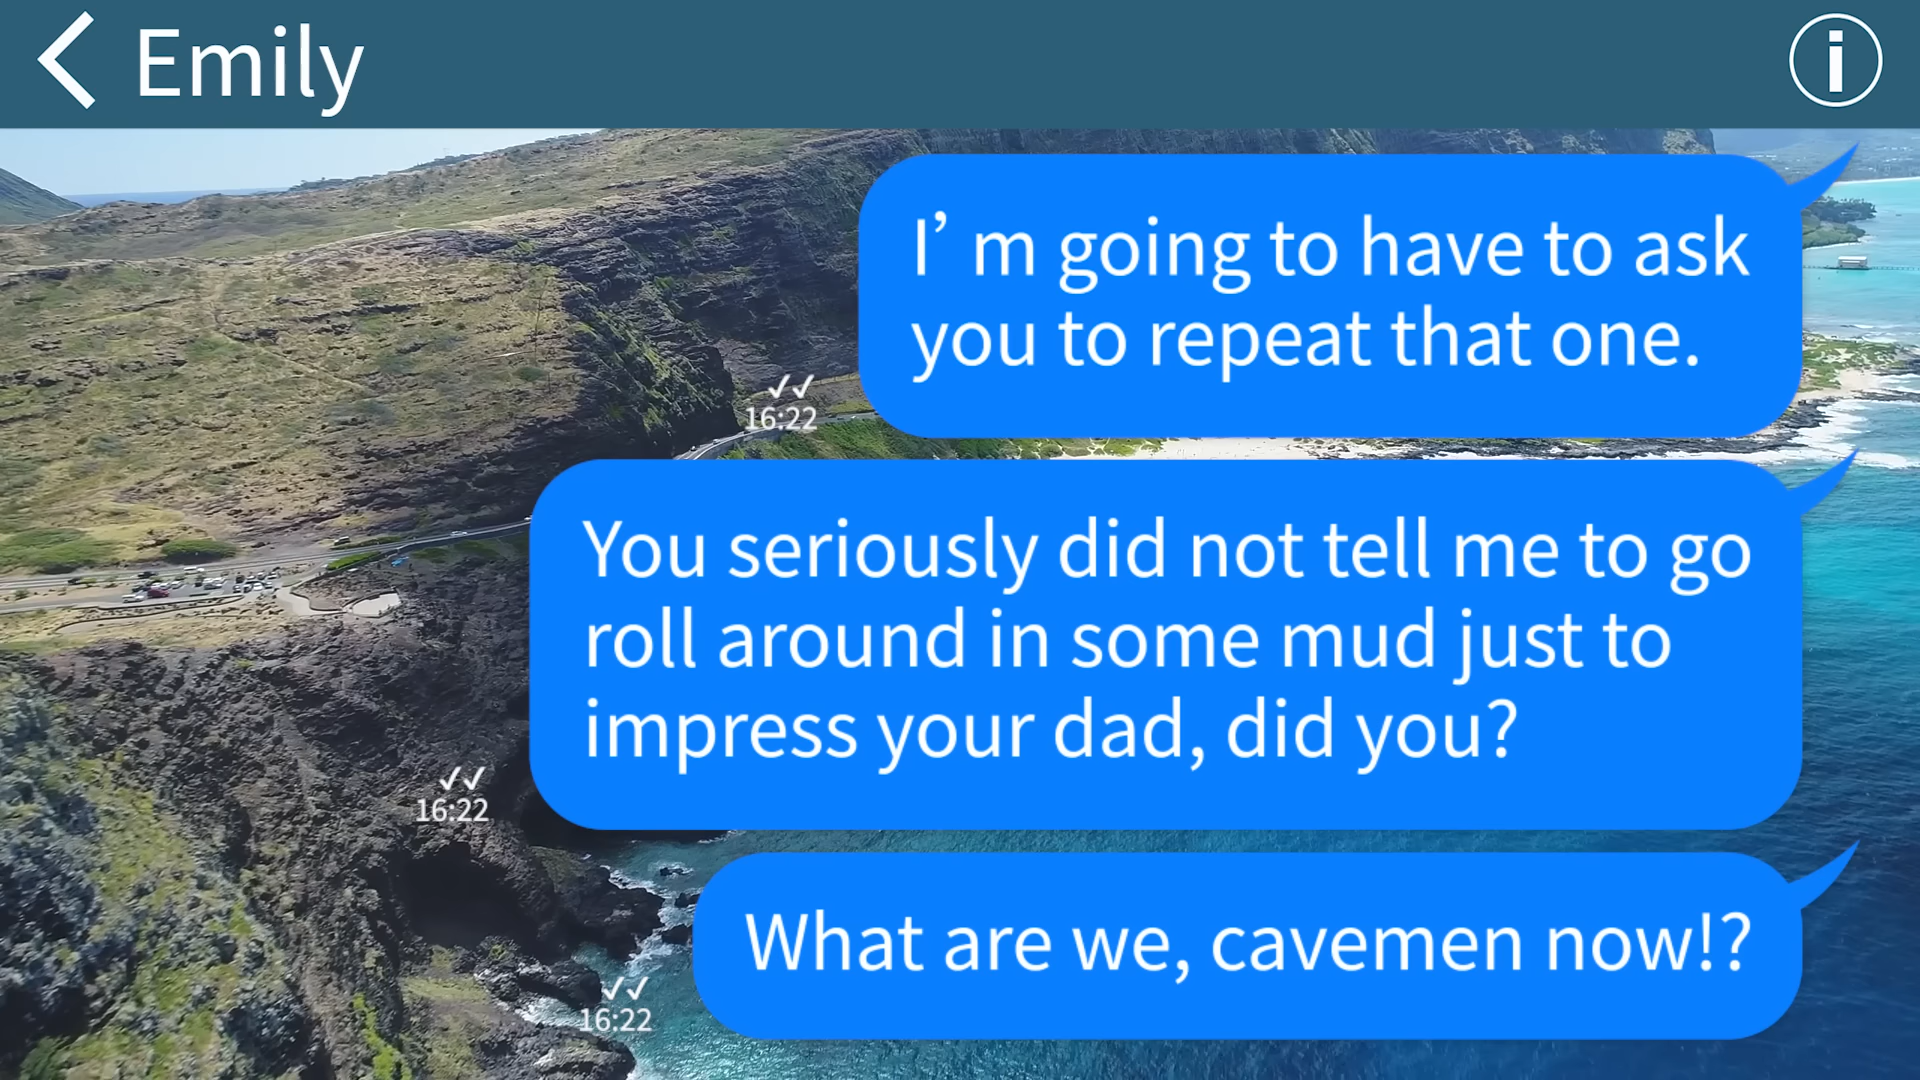 Emily
I’m going to have to ask
you to repeat that one.
16:22
You seriously did not tell me to go
roll around in some mud just to
impress your dad, did you?
16:22
What are we, cavemen now!?
16:22